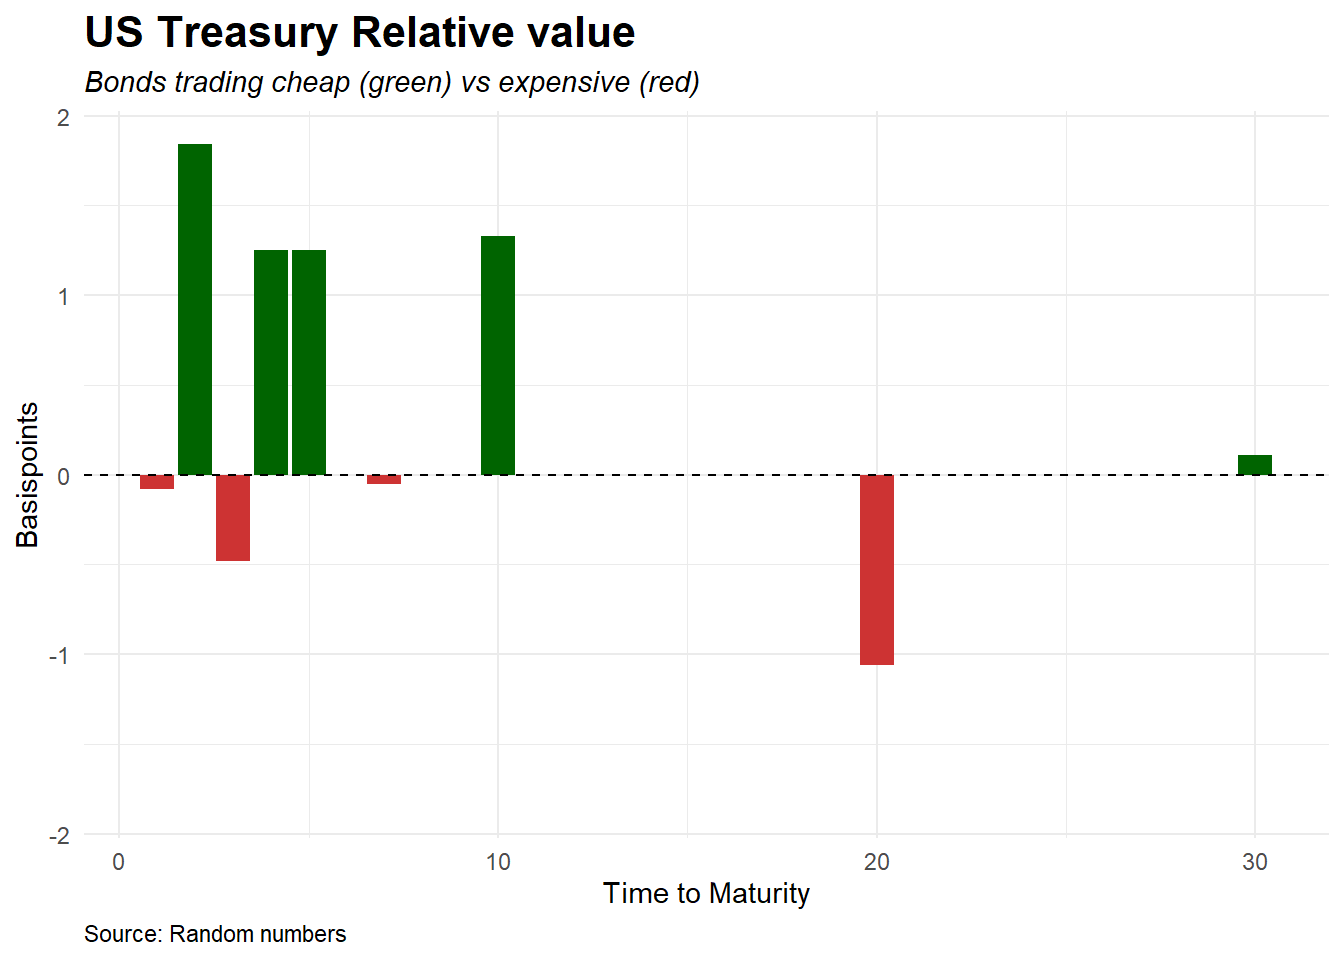 US Treasury Relative value
Bonds trading cheap (green) vs expensive (red)
2
1
0
-1
-2
Basispoints
0 10 20 30
Time to Maturity
Source: Random numbers